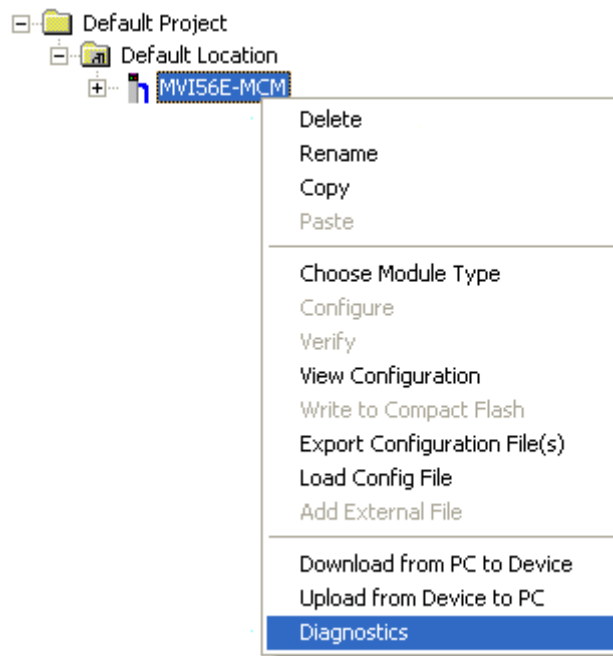 Default Project
Default Location
MVI56E-MCM
Delete
Rename
Copy
Paste
Choose Module Type
Configure
Verify
View Configuration
Write to Compact Flash
Export Configuration File(s)
Load Config File
Add External File
Download from PC to Device
Upload from Device to PC
Diagnostics